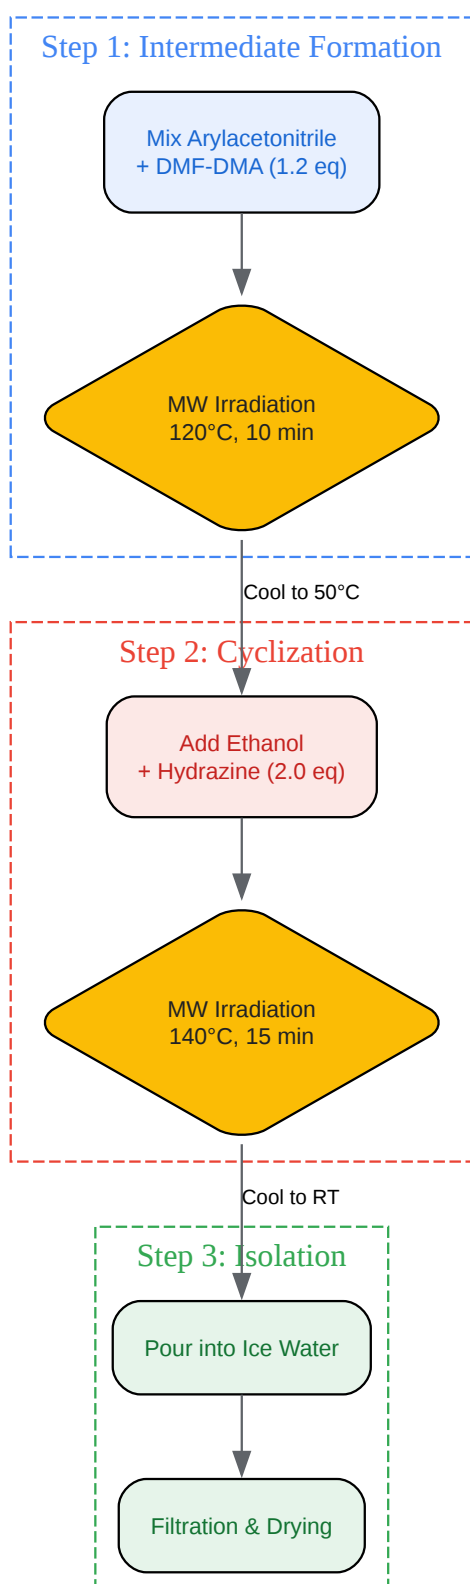 Step 1: Intermediate Formation
Mix Arylacetonitrile
+ DMF-DMA (1.2 eq)
MW Irradiation
120°C, 10 min
Cool to 50°C
Step 2: Cyclization
Add Ethanol
+ Hydrazine (2.0 eq)
MW Irradiation
140°C, 15 min
Cool to RT
Step 3: Isolation
Pour into Ice Water
Filtration & Drying